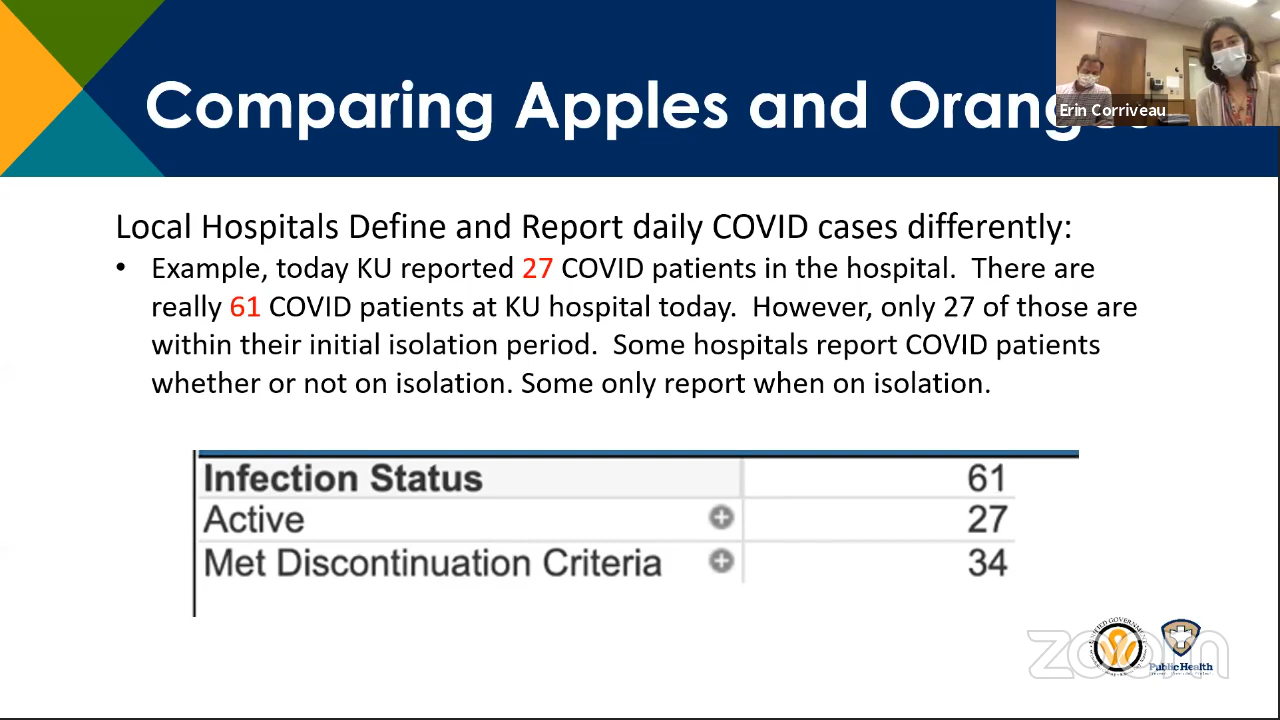 Comparing Apples and Oranges
Erin Corriveau
Local Hospitals Define and Report daily COVID cases differently:
• Example, today KU reported 27 COVID patients in the hospital. There are
really 61 COVID patients at KU hospital today. However, only 27 of those are
within their initial isolation period. Some hospitals report COVID patients
whether or not on isolation. Some only report when on isolation.
Infection Status 61
Active 27
Met Discontinuation Criteria 34
zoom
UNIFIED GOVERNMENT
Public Health